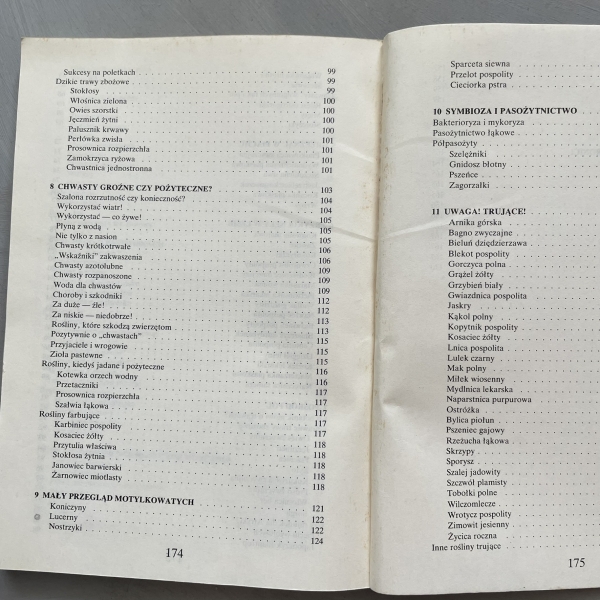 Sukcesy na poletkach . . . 99
Dzikie trawy zbożowe . . . 99
Stokłosy . . . 99
Włośnica zielona . . . 100
Owies szorstki . . . 100
Jęczmień żytni . . . 100
Palusznik krwawy . . . 100
Perłówka zwisła . . . 101
Prosownica rozpierzchła . . . 101
Zamokrzyca ryżowa . . . 101
Chwastnica jednostronna . . . 101
8 CHWASTY GROŹNE CZY POŻYTECZNE? . . . 103
Szalona rozrzutność czy konieczność? . . . 104
Wykorzystać wiatr! . . . 104
Wykorzystać — co żywe! . . . 105
Płyną z wodą . . . 105
Nie tylko z nasion . . . 105
Chwasty krótkotrwałe . . . 106
„Wskaźniki" zakwaszenia . . . 106
Chwasty azotolubne . . . 109
Chwasty rozpanoszone . . . 109
Woda dla chwastów . . . 109
Choroby i szkodniki . . . 112
Za duże — źle! . . . 112
Za niskie — niedobrze! . . . 113
Rośliny, które szkodzą zwierzętom . . . 113
Pozytywnie o „chwastach" . . . 115
Przyjaciele i wrogowie . . . 115
Zioła pastewne . . . 115
Rośliny, kiedyś jadane i pożyteczne . . . 116
Kotewka orzech wodny . . . 116
Przetaczniki . . . 117
Prosownica rozpierzchła . . . 117
Szałwia łąkowa . . . 117
Rośliny farbujące . . . 117
Karbieniec pospolity . . . 117
Kosaciec żółty . . . 118
Przytulia właściwa . . . 118
Stokłosa żytnia . . . 118
Janowiec barwierski . . . 118
Żarnowiec miotlasty . . . 118
9 MAŁY PRZEGLĄD MOTYLKOWATYCH
Koniczyny . . . 121
Lucerny . . . 122
Nostrzyki . . . 122
124
174
Sparceta siewna
Przelot pospolity
Cieciorka pstra
10 SYMBIOZA I PASOŻYTNICTWO
Bakterioryza i mykoryza
Pasożytnictwo łąkowe
Półpasożyty
Szelężniki
Gnidosz błotny
Pszeńce
Zagorzałki
11 UWAGA! TRUJĄCE!
Arnika górska
Bagno zwyczajne
Bieluń dziędzierzawa
Blekot pospolity
Gorczyca polna
Grążel żółty
Grzybień biały
Gwiazdnica pospolita
Jaskry
Kąkol polny
Kopytnik pospolity
Kosaciec żółty
Lnica pospolita
Lulek czarny
Mak polny
Miłek wiosenny
Mydlnica lekarska
Naparstnica purpurowa
Ostróżka
Bylica piołun
Pszeniec gajowy
Rzeżucha łąkowa
Skrzypy
Sporysz
Szalej jadowity
Szczwół plamisty
Tobołki polne
Wilczomlecze
Wrotycz pospolity
Zimowit jesienny
Życica roczna
Inne rośliny trujące
175